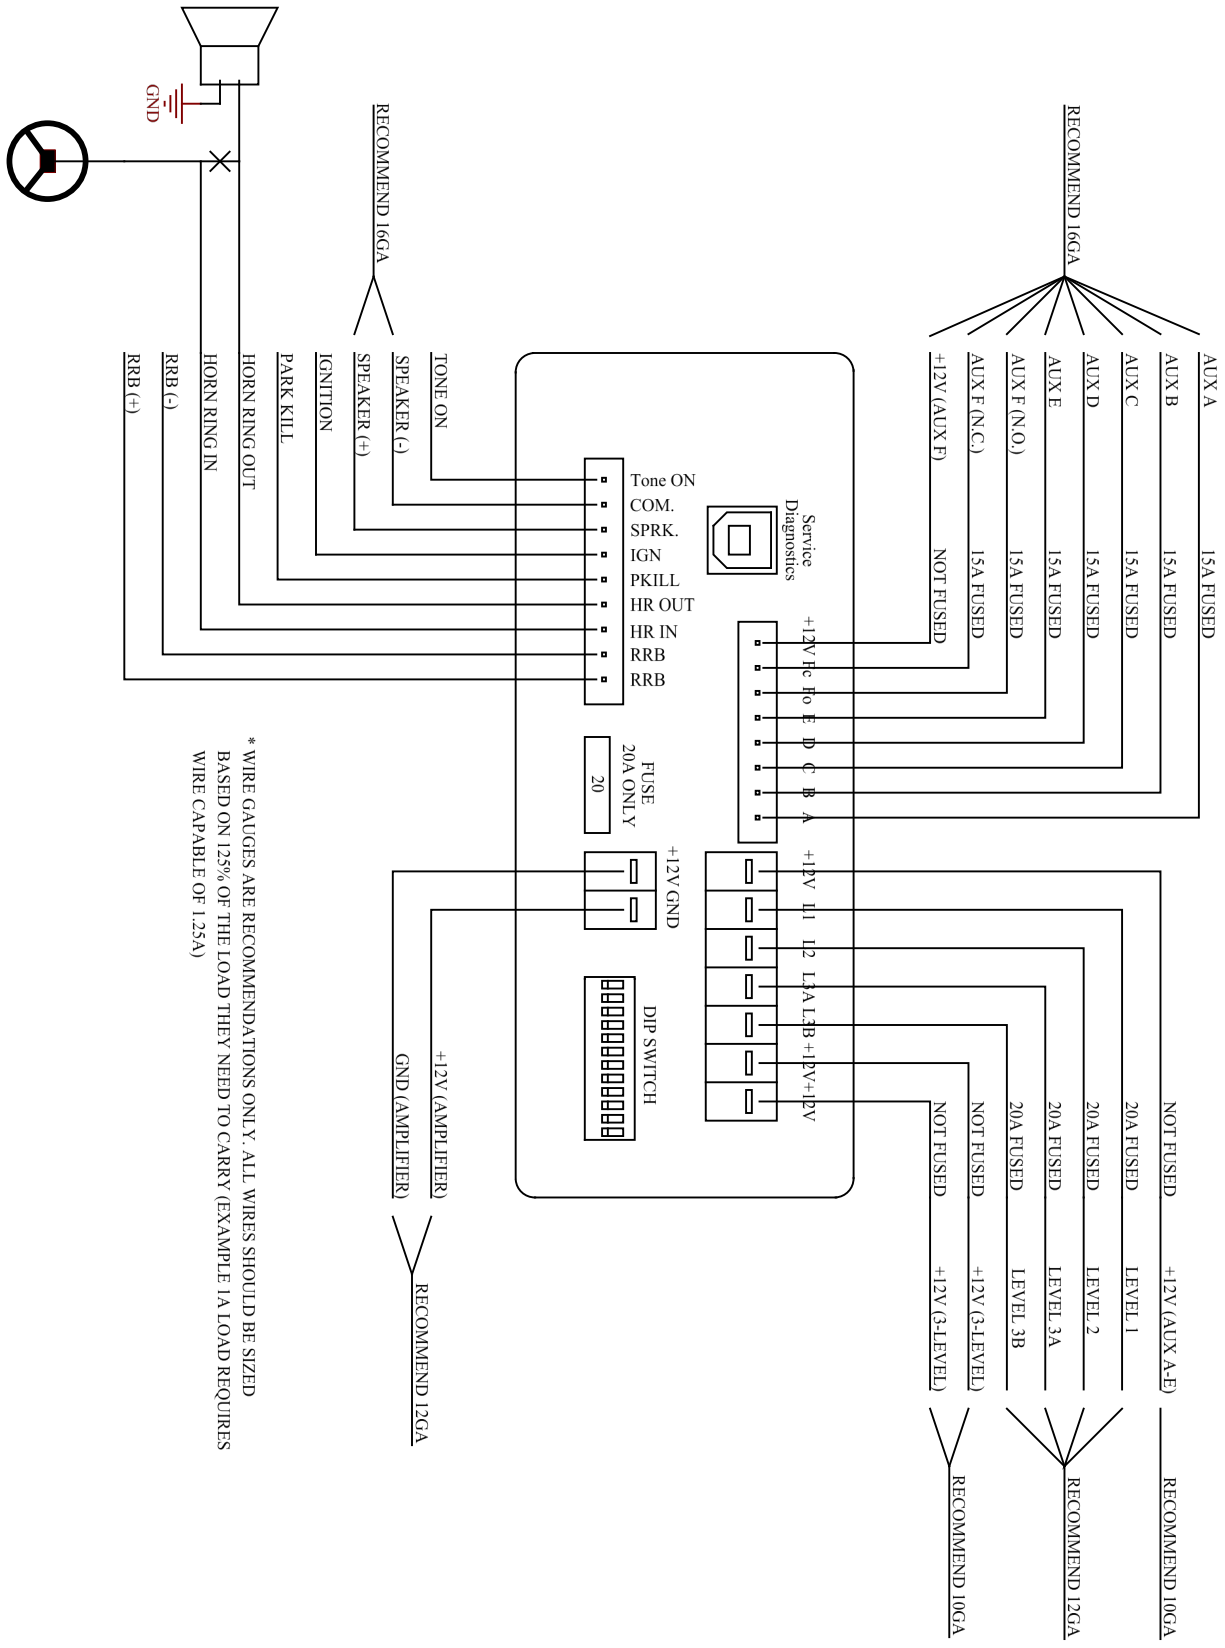 GND
RECOMMEND 16GA
RECOMMEND 16GA
AUX A
AUX B
AUX C
AUX D
AUX E
AUX F (N.O.)
AUX F (N.C.)
+12V (AUX F)
15A FUSED
15A FUSED
15A FUSED
15A FUSED
15A FUSED
15A FUSED
15A FUSED
NOT FUSED
TONE ON
SPEAKER (-)
SPEAKER (+)
IGNITION
PARK KILL
HORN RING OUT
HORN RING IN
RRB (-)
RRB (+)
Tone ON
COM.
SPRK.
IGN
PKILL
HR OUT
HR IN
RRB
RRB
Service
Diagnostics
+12V Fc Fo E D C B A
FUSE
20A ONLY
20
+12V GND
+12V L1 L2 L3A L3B +12V +12V
DIP SWITCH
+12V (AMPLIFIER)
GND (AMPLIFIER)
RECOMMEND 12GA
NOT FUSED
20A FUSED
20A FUSED
20A FUSED
20A FUSED
NOT FUSED
NOT FUSED
+12V (AUX A-E)
LEVEL 1
LEVEL 2
LEVEL 3A
LEVEL 3B
+12V (3-LEVEL)
+12V (3-LEVEL)
RECOMMEND 10GA
RECOMMEND 12GA
RECOMMEND 10GA
* WIRE GAUGES ARE RECOMMENDATIONS ONLY. ALL WIRES SHOULD BE SIZED
BASED ON 125% OF THE LOAD THEY NEED TO CARRY (EXAMPLE 1A LOAD REQUIRES
WIRE CAPABLE OF 1.25A)